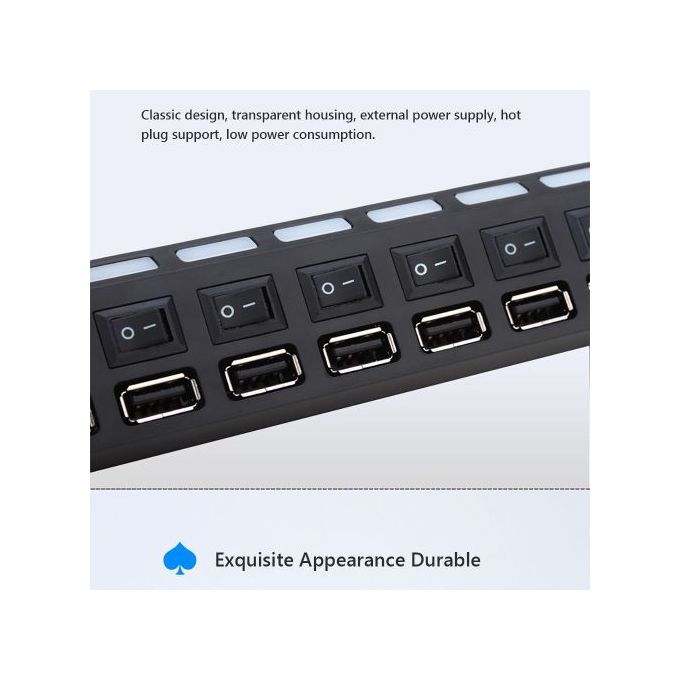 Classic design, transparent housing, external power supply, hot
plug support, low power consumption.
O –
O –
O –
O –
O –
Exquisite Appearance Durable